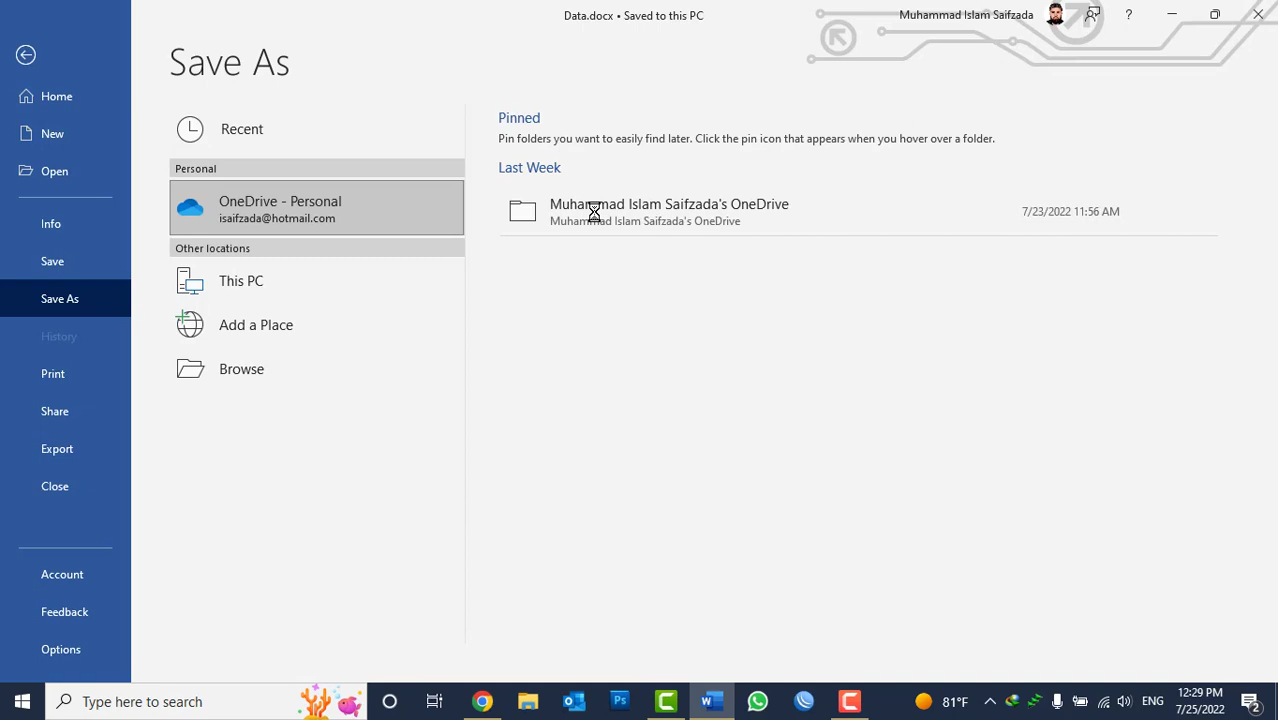 Data.docx • Saved to this PC
Muhammad Islam Saifzada
?
Save As
Home
New
Open
Info
Save
Save As
History
Print
Share
Export
Close
Account
Feedback
Options
Recent
Personal
OneDrive - Personal
isaifzada@hotmail.com
Other locations
This PC
Add a Place
Browse
Pinned
Pin folders you want to easily find later. Click the pin icon that appears when you hover over a folder.
Last Week
Muhammad Islam Saifzada's OneDrive
Muhammad Islam Saifzada's OneDrive
7/23/2022 11:56 AM
Type here to search
Ps
W
81°F
ENG
12:29 PM
7/25/2022
2